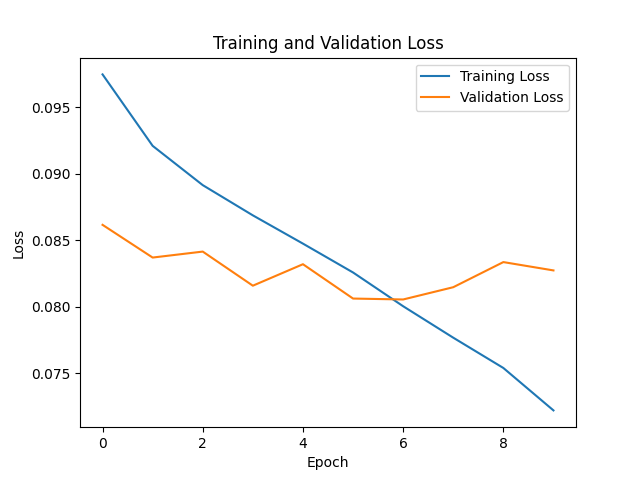 Training and Validation Loss
Training Loss
Validation Loss
0.095
0.090
0.085
0.080
0.075
Loss
0 2 4 6 8
Epoch